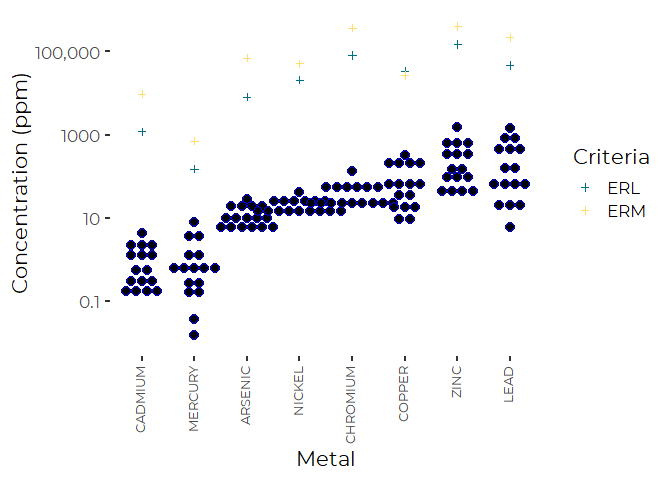 Concentration (ppm)
100,000
1000
10
0.1
CADMIUM
MERCURY
ARSENIC
NICKEL
CHROMIUM
COPPER
ZINC
LEAD
Metal
Criteria
ERL
ERM